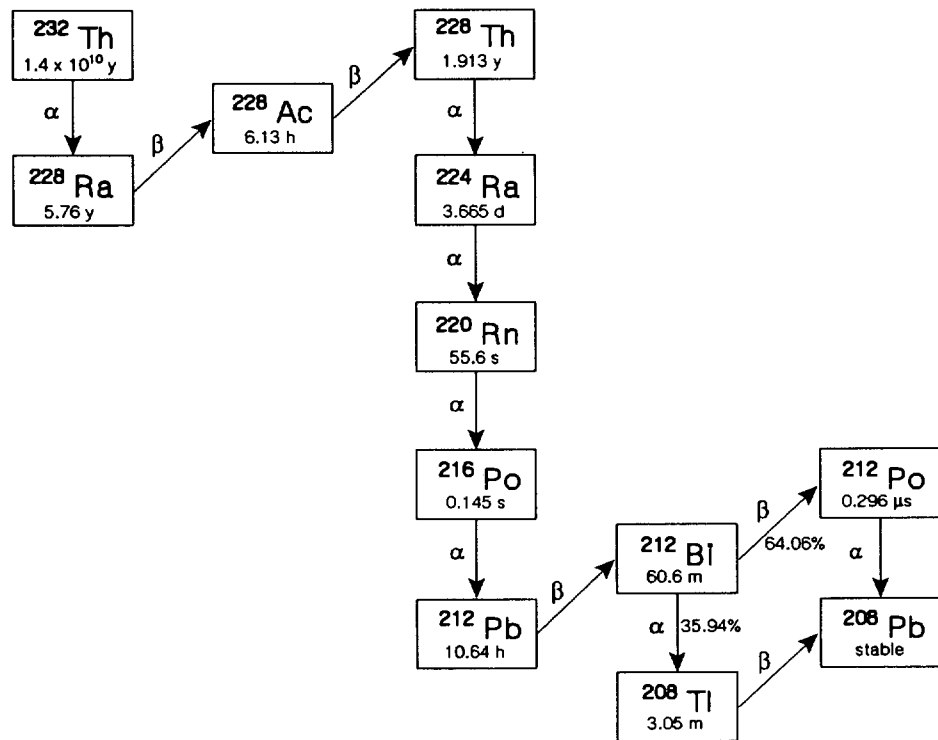 ²³² Th
1.4 x 10¹⁰ y
α
²²⁸ Ra
5.76 y
β
²²⁸ Ac
6.13 h
β
²²⁸ Th
1.913 y
α
²²⁴ Ra
3.665 d
α
²²⁰ Rn
55.6 s
α
²¹⁶ Po
0.145 s
α
²¹² Pb
10.64 h
β
²¹² Bi
60.6 m
β
64.06%
²¹² Po
0.296 µs
α
α 35.94%
²⁰⁸ Tl
3.05 m
β
²⁰⁸ Pb
stable